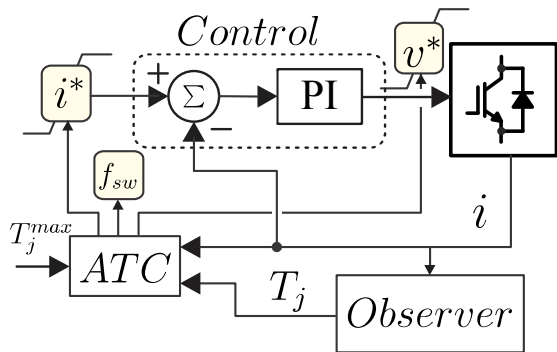 Control
i*
+
Σ
−
PI
v*
f_sw
T_j^max
ATC
i
T_j
Observer